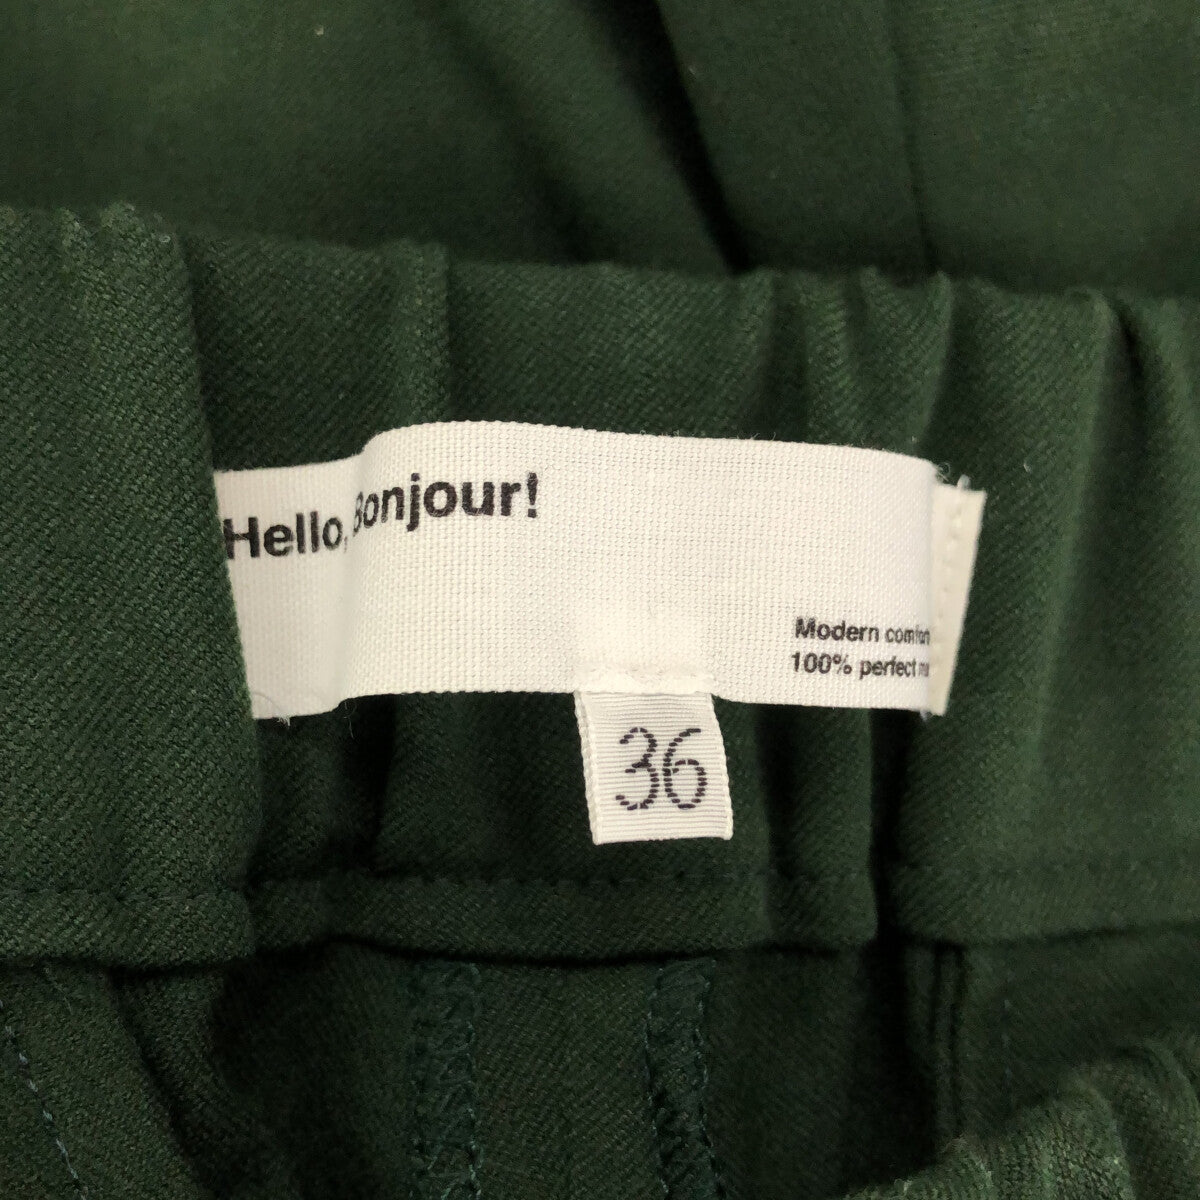 Hello, Bonjour!
Modern comfort
100% perfect
36